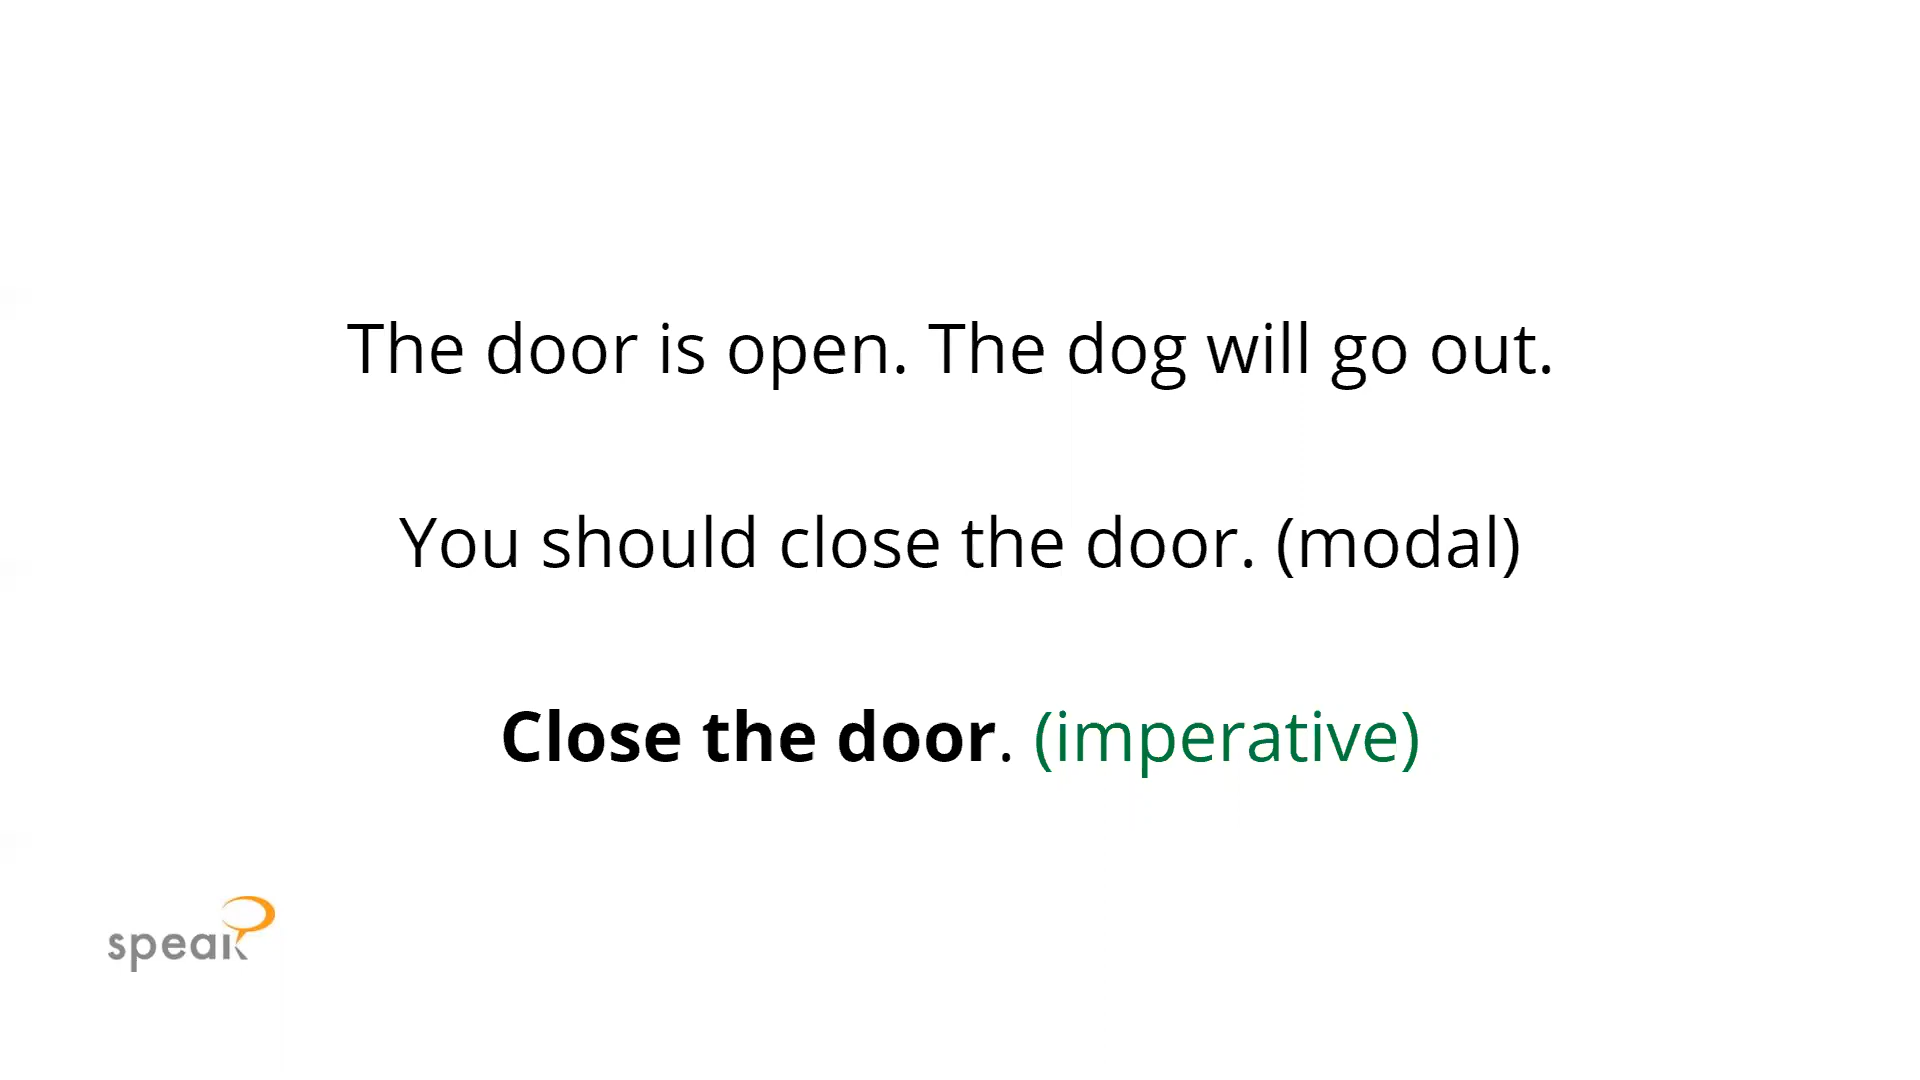 The door is open. The dog will go out.
You should close the door. (modal)
Close the door. (imperative)
speak